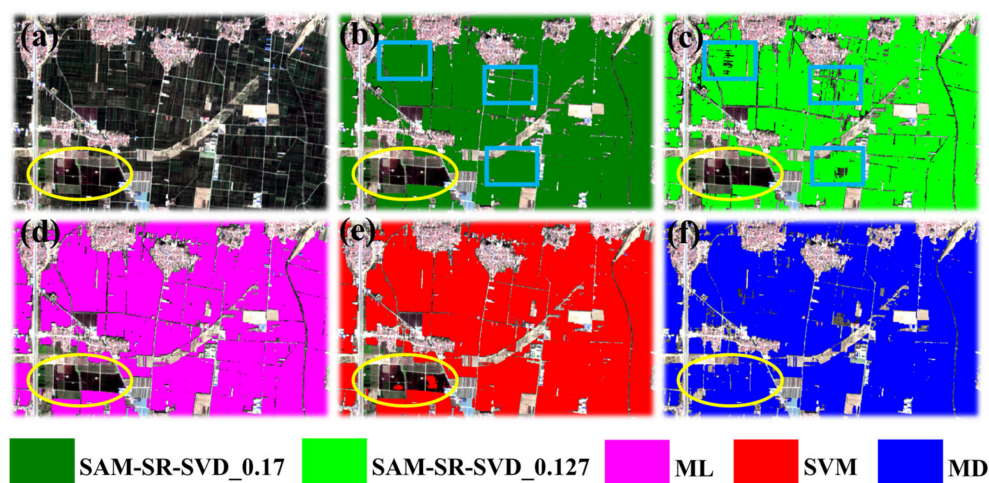 (a) (b) (c)
(d) (e) (f)
SAM-SR-SVD_0.17 SAM-SR-SVD_0.127 ML SVM MD